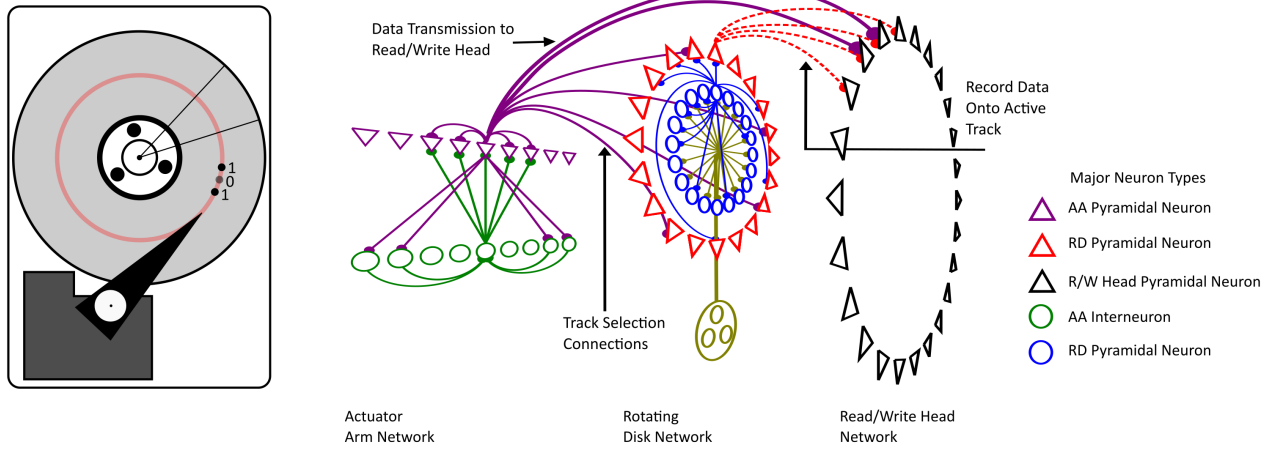 1
0
1
Data Transmission to
Read/Write Head
Track Selection
Connections
Record Data
Onto Active
Track
Major Neuron Types
AA Pyramidal Neuron
RD Pyramidal Neuron
R/W Head Pyramidal Neuron
AA Interneuron
RD Pyramidal Neuron
Actuator
Arm Network
Rotating
Disk Network
Read/Write Head
Network